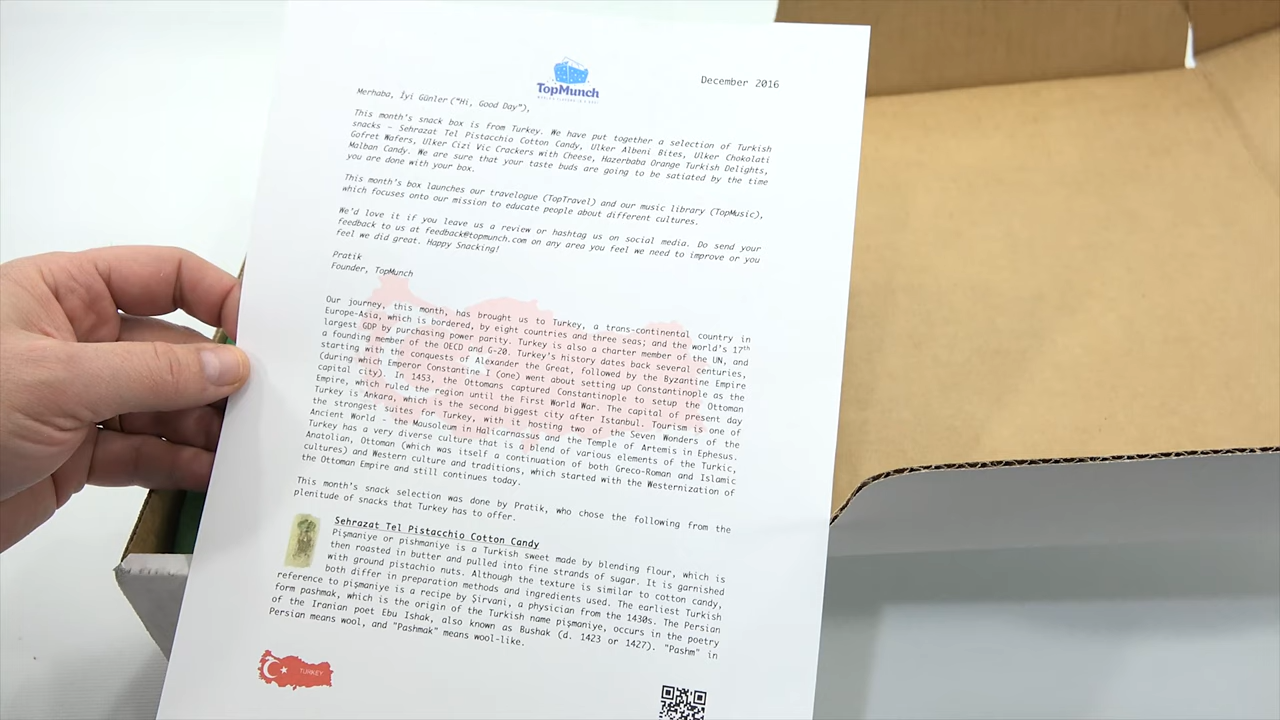 TopMunch
December 2016
Merhaba, İyi Günler ("Hi, Good Day"),
This month's snack box is from Turkey. We have put together a selection of Turkish
snacks – Sehrazat Tel Pistacchio Cotton Candy, Ulker Albeni Bites, Ulker Chokolati
Gofret Wafers, Ulker Cizi Vic Crackers with Cheese, Hazerbaba Orange Turkish Delights,
Malban Candy. We are sure that your taste buds are going to be satiated by the time
you are done with your box.
This month's box launches our travelogue (TopTravel) and our music library (TopMusic),
which focuses onto our mission to educate people about different cultures.
We'd love it if you leave us a review or hashtag us on social media. Do send your
feedback to us at feedback@topmunch.com on any area you feel we need to improve or you
feel we did great. Happy Snacking!
Pratik
Founder, TopMunch
Our journey, this month, has brought us to Turkey, a trans-continental country in
Europe-Asia, which is bordered, by eight countries and three seas; and the world's 17th
largest GDP by purchasing power parity. Turkey is also a charter member of the UN, and
a founding member of the OECD and G-20. Turkey's history dates back several centuries,
starting with the conquests of Alexander the Great, followed by the Byzantine Empire
(during which Emperor Constantine I (one) went about setting up Constantinople as the
capital city). In 1453, the Ottomans captured Constantinople to setup the Ottoman
Empire, which ruled the region until the First World War. The capital of present day
Turkey is Ankara, which is the second biggest city after Istanbul. Tourism is one of
the strongest suites for Turkey, with it hosting two of the Seven Wonders of the
Ancient World – the Mausoleum in Halicarnassus and the Temple of Artemis in Ephesus.
Turkey has a very diverse culture that is a blend of various elements of the Turkic,
Anatolian, Ottoman (which was itself a continuation of both Greco-Roman and Islamic
cultures) and Western culture and traditions, which started with the Westernization of
the Ottoman Empire and still continues today.
This month's snack selection was done by Pratik, who chose the following from the
plenitude of snacks that Turkey has to offer.
Sehrazat Tel Pistacchio Cotton Candy
Pişmaniye or pishmaniye is a Turkish sweet made by blending flour, which is
then roasted in butter and pulled into fine strands of sugar. It is garnished
with ground pistachio nuts. Although the texture is similar to cotton candy,
both differ in preparation methods and ingredients used. The earliest Turkish
reference to pişmaniye is a recipe by Şirvani, a physician from the 1430s. The Persian
form pashmak, which is the origin of the Turkish name pişmaniye, occurs in the poetry
of the Iranian poet Ebu Ishak, also known as Bushak (d. 1423 or 1427). "Pashm" in
Persian means wool, and "Pashmak" means wool-like.
TURKEY